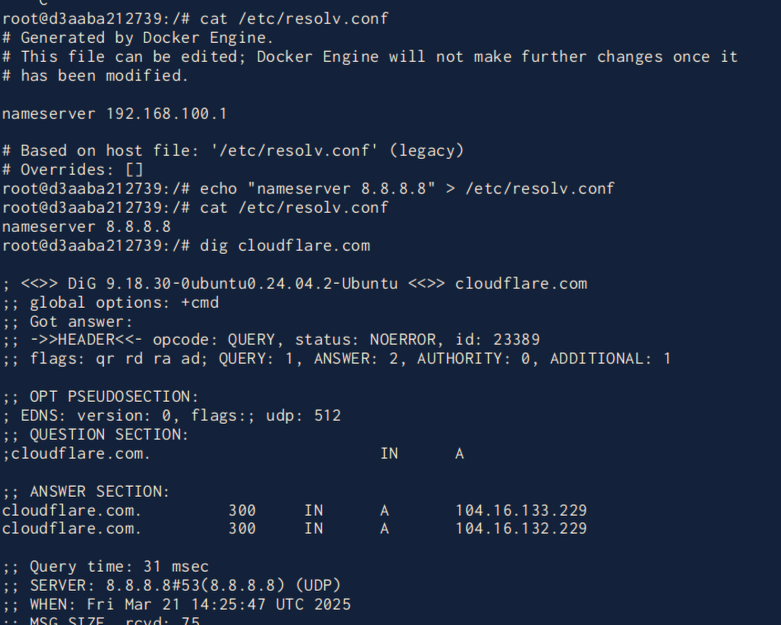 root@d3aaba212739:/# cat /etc/resolv.conf
# Generated by Docker Engine.
# This file can be edited; Docker Engine will not make further changes once it
# has been modified.

nameserver 192.168.100.1

# Based on host file: '/etc/resolv.conf' (legacy)
# Overrides: []
root@d3aaba212739:/# echo "nameserver 8.8.8.8" > /etc/resolv.conf
root@d3aaba212739:/# cat /etc/resolv.conf
nameserver 8.8.8.8
root@d3aaba212739:/# dig cloudflare.com

; <<>> DiG 9.18.30-0ubuntu0.24.04.2-Ubuntu <<>> cloudflare.com
;; global options: +cmd
;; Got answer:
;; ->>HEADER<<- opcode: QUERY, status: NOERROR, id: 23389
;; flags: qr rd ra ad; QUERY: 1, ANSWER: 2, AUTHORITY: 0, ADDITIONAL: 1

;; OPT PSEUDOSECTION:
; EDNS: version: 0, flags:; udp: 512
;; QUESTION SECTION:
;cloudflare.com.			IN	A

;; ANSWER SECTION:
cloudflare.com.		300	IN	A	104.16.133.229
cloudflare.com.		300	IN	A	104.16.132.229

;; Query time: 31 msec
;; SERVER: 8.8.8.8#53(8.8.8.8) (UDP)
;; WHEN: Fri Mar 21 14:25:47 UTC 2025
;; MSG SIZE  rcvd: 75